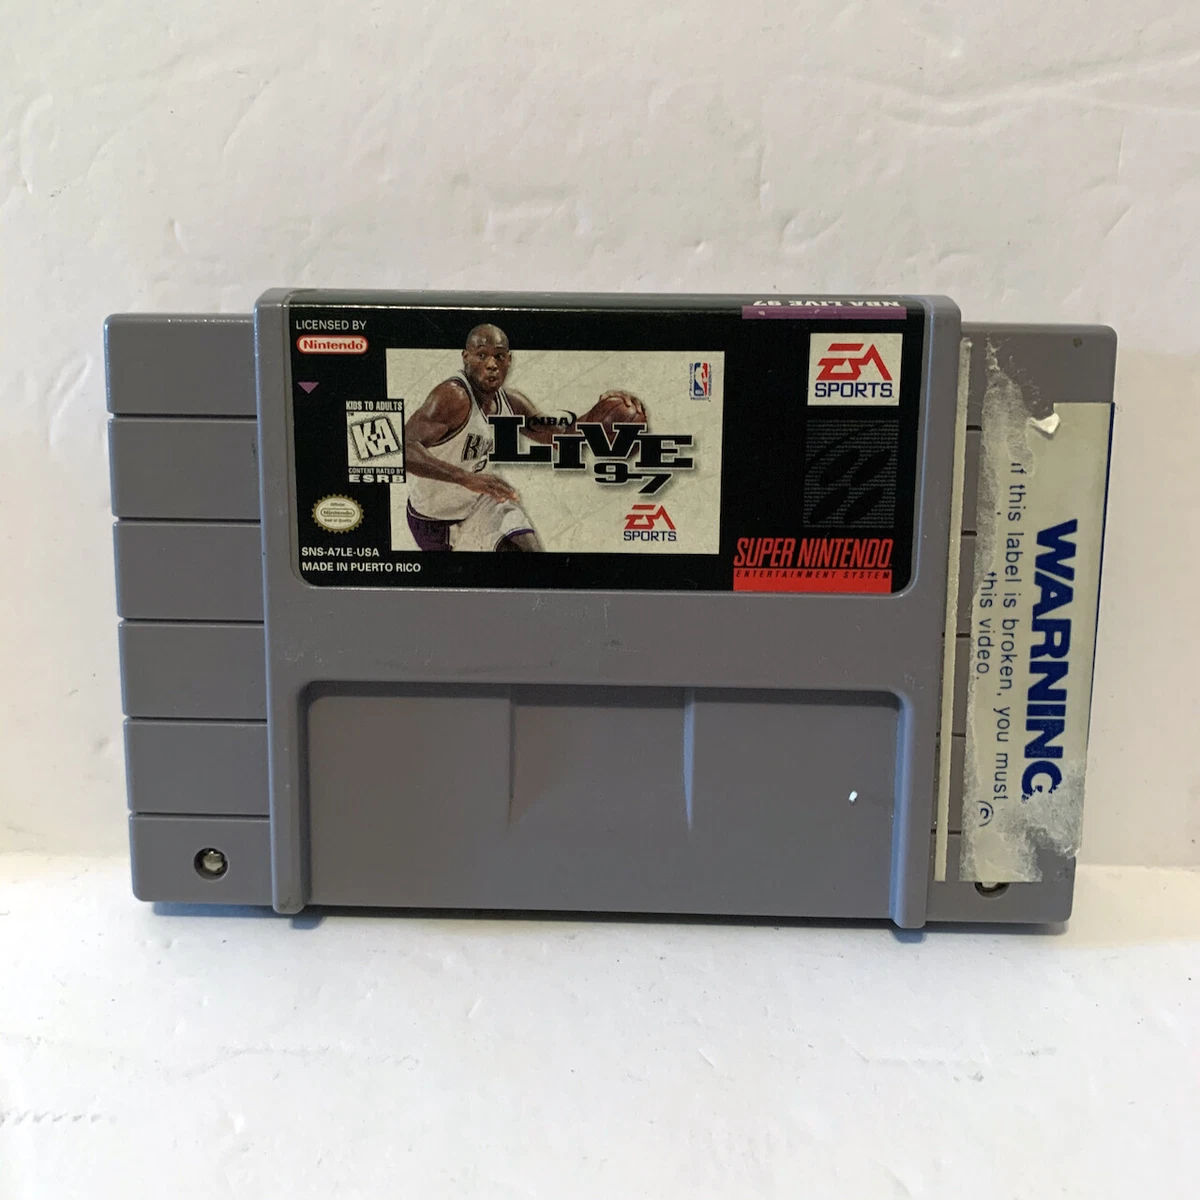 NBA LIVE 97
LICENSED BY
Nintendo
KIDS TO ADULTS
K-A
CONTENT RATED BY
ESRB
Nintendo
SNS-A7LE-USA
MADE IN PUERTO RICO
NBA
LIVE
97
EA
SPORTS
EA
SPORTS
SUPER NINTENDO
ENTERTAINMENT SYSTEM
WARNING
If this label is broken, you must
this video.